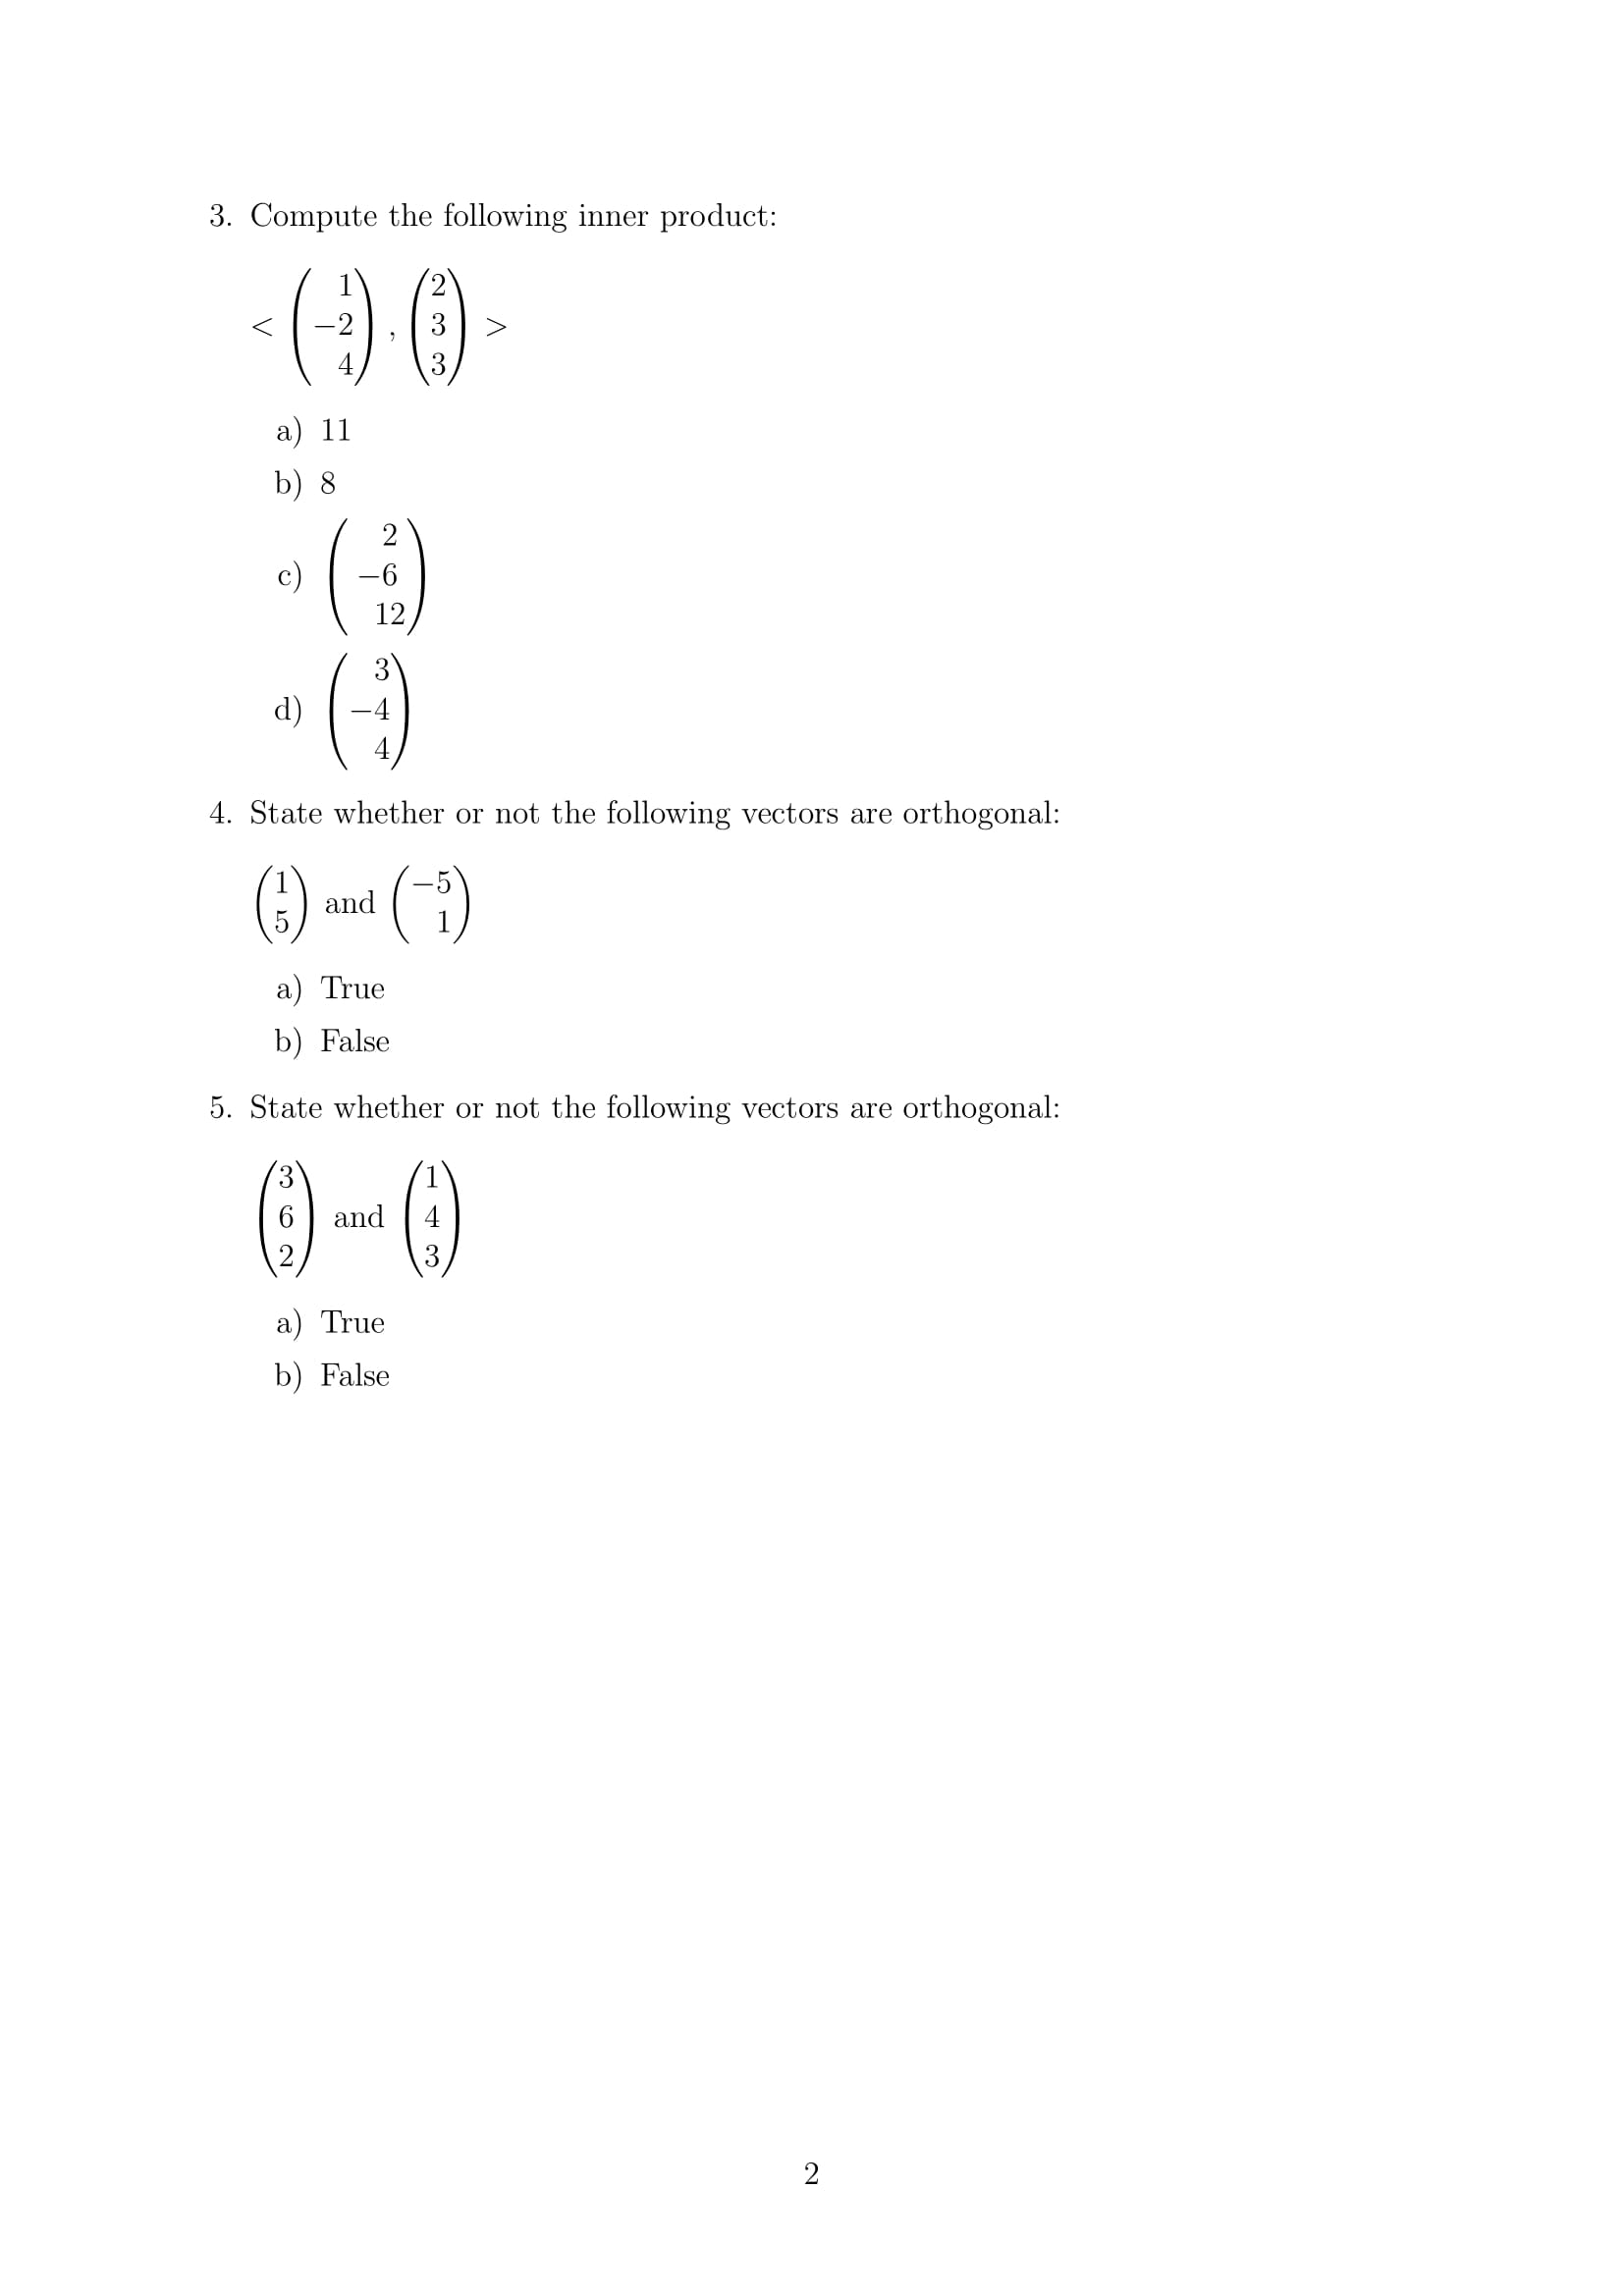 3. Compute the following inner product:
< \begin{pmatrix} 1 \\ -2 \\ 4 \end{pmatrix} , \begin{pmatrix} 2 \\ 3 \\ 3 \end{pmatrix} >
a) 11
b) 8
c) \begin{pmatrix} 2 \\ -6 \\ 12 \end{pmatrix}
d) \begin{pmatrix} 3 \\ -4 \\ 4 \end{pmatrix}
4. State whether or not the following vectors are orthogonal:
\begin{pmatrix} 1 \\ 5 \end{pmatrix} and \begin{pmatrix} -5 \\ 1 \end{pmatrix}
a) True
b) False
5. State whether or not the following vectors are orthogonal:
\begin{pmatrix} 3 \\ 6 \\ 2 \end{pmatrix} and \begin{pmatrix} 1 \\ 4 \\ 3 \end{pmatrix}
a) True
b) False
2